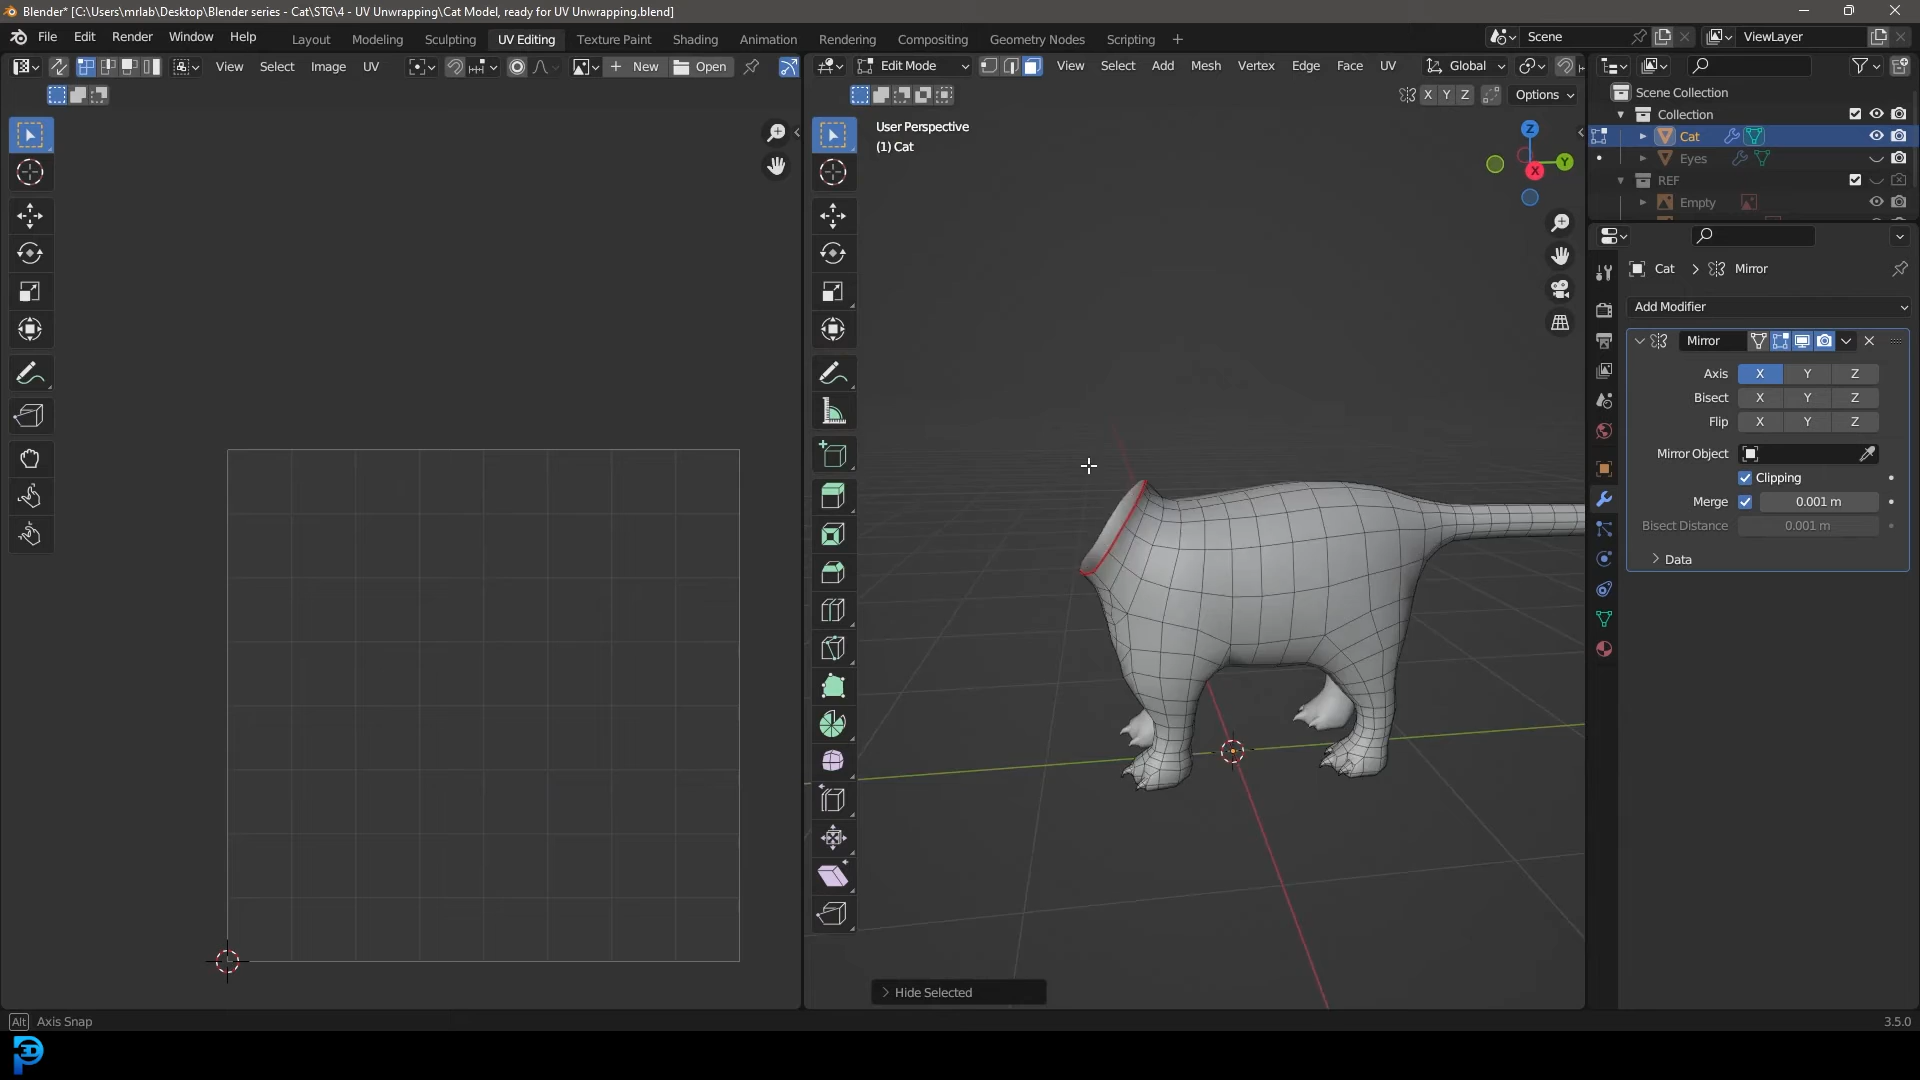 Blender* [C:\Users\mrlab\Desktop\Blender series - Cat\STG\4 - UV Unwrapping\Cat Model, ready for UV Unwrapping.blend]
File Edit Render Window Help Layout Modeling Sculpting UV Editing Texture Paint Shading Animation Rendering Compositing Geometry Nodes Scripting + Scene ViewLayer
View Select Image UV + New Open
Edit Mode View Select Add Mesh Vertex Edge Face UV Global
X Y Z Options
User Perspective
(1) Cat
Z
Y
X
Scene Collection
Collection
Cat
Eyes
REF
Empty
Cat > Mirror
Add Modifier
Mirror
Axis X Y Z
Bisect X Y Z
Flip X Y Z
Mirror Object
Clipping
Merge 0.001 m
Bisect Distance 0.001 m
Data
Hide Selected
Alt Axis Snap
3.5.0
3D